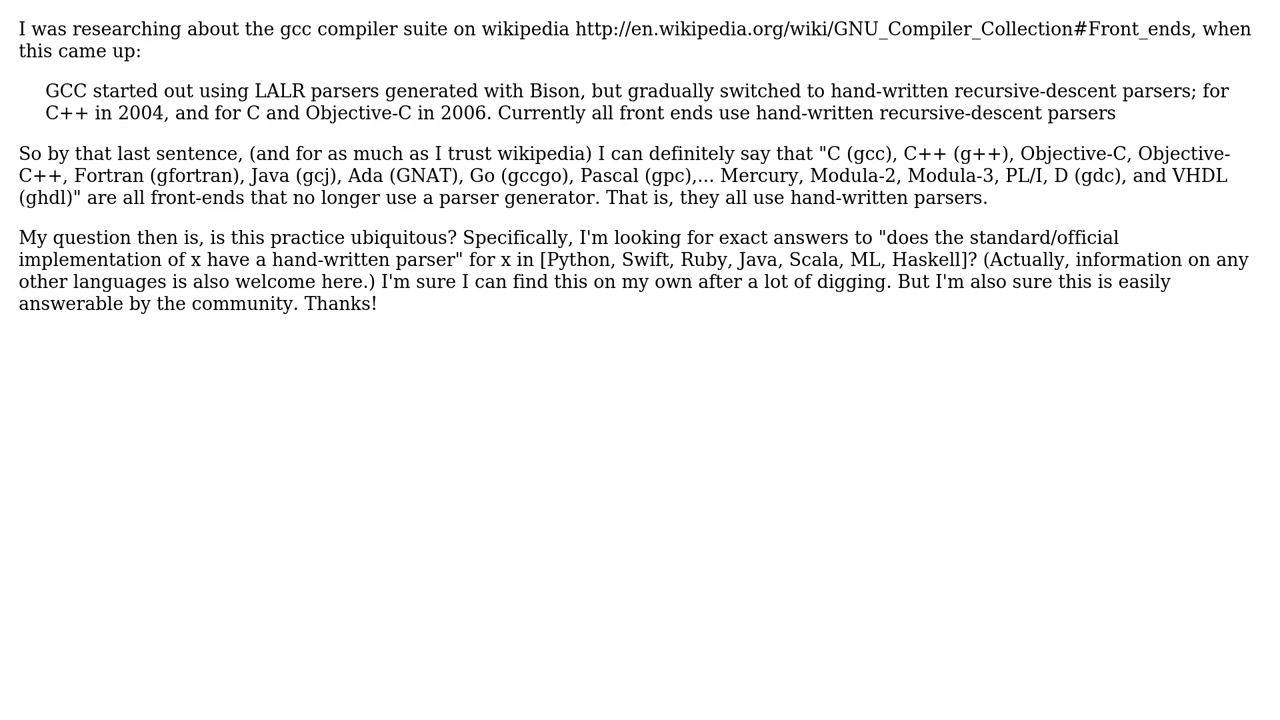 I was researching about the gcc compiler suite on wikipedia http://en.wikipedia.org/wiki/GNU_Compiler_Collection#Front_ends, when
this came up:
GCC started out using LALR parsers generated with Bison, but gradually switched to hand-written recursive-descent parsers; for
C++ in 2004, and for C and Objective-C in 2006. Currently all front ends use hand-written recursive-descent parsers
So by that last sentence, (and for as much as I trust wikipedia) I can definitely say that "C (gcc), C++ (g++), Objective-C, Objective-
C++, Fortran (gfortran), Java (gcj), Ada (GNAT), Go (gccgo), Pascal (gpc),... Mercury, Modula-2, Modula-3, PL/I, D (gdc), and VHDL
(ghdl)" are all front-ends that no longer use a parser generator. That is, they all use hand-written parsers.
My question then is, is this practice ubiquitous? Specifically, I'm looking for exact answers to "does the standard/official
implementation of x have a hand-written parser" for x in [Python, Swift, Ruby, Java, Scala, ML, Haskell]? (Actually, information on any
other languages is also welcome here.) I'm sure I can find this on my own after a lot of digging. But I'm also sure this is easily
answerable by the community. Thanks!